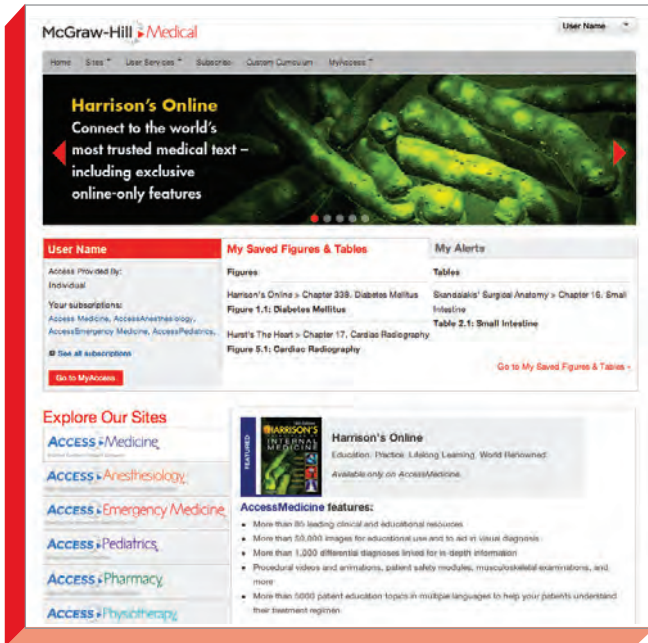 McGraw-Hill Medical
User Name
Home Sites User Services Subscribe Custom Curriculum MyAccess
Harrison's Online
Connect to the world's
most trusted medical text –
including exclusive
online-only features
User Name
Access Provided By:
Individual
Your subscriptions:
Access Medicine, AccessAnesthesiology,
AccessEmergency Medicine, AccessPediatrics,
See all subscriptions
Go to MyAccess
My Saved Figures & Tables
My Alerts
Figures
Harrison's Online > Chapter 338. Diabetes Mellitus
Figure 1.1: Diabetes Mellitus
Hurst's The Heart > Chapter 17. Cardiac Radiography
Figure 5.1: Cardiac Radiography
Tables
Skandalakis' Surgical Anatomy > Chapter 16. Small
Intestine
Table 2.1: Small Intestine
Go to My Saved Figures & Tables
Explore Our Sites
ACCESS Medicine
ACCESS Anesthesiology
ACCESS Emergency Medicine
ACCESS Pediatrics
ACCESS Pharmacy
ACCESS Physiotherapy
FEATURED
HARRISON'S
INTERNAL
MEDICINE
Harrison's Online
Education. Practice. Lifelong Learning. World Renowned.
Available only on AccessMedicine.
AccessMedicine features:
• More than 85 leading clinical and educational resources
• More than 50,000 images for educational use and to aid in visual diagnosis
• More than 1,000 differential diagnoses linked for in-depth information
• Procedural videos and animations, patient safety modules, musculoskeletal examinations, and
more
• More than 5000 patient education topics in multiple languages to help your patients understand
their treatment regimen